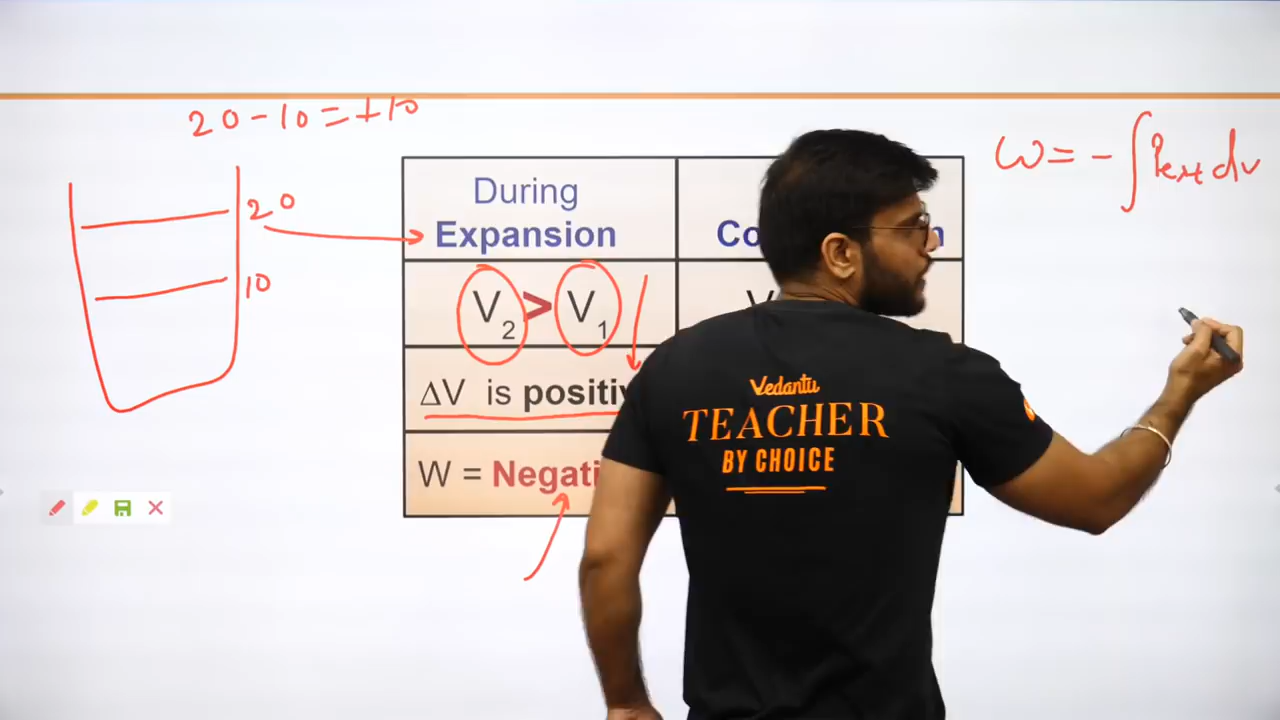 20-10=+10
20
10
W = - ∫ Pext dv
During
Expansion
V2 > V1
ΔV is positiv
W = Negati
Co
n
V
Vedantu
TEACHER
BY CHOICE